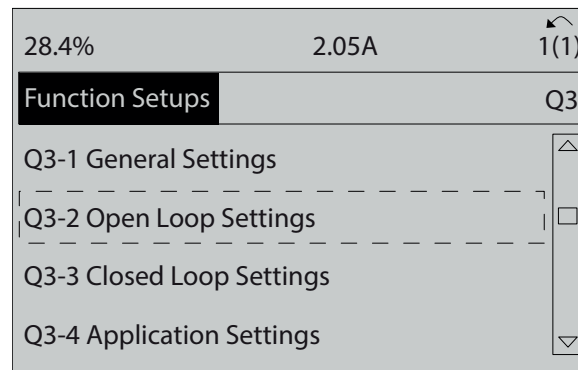 28.4% 2.05A 1(1)
Function Setups Q3
Q3-1 General Settings
Q3-2 Open Loop Settings
Q3-3 Closed Loop Settings
Q3-4 Application Settings